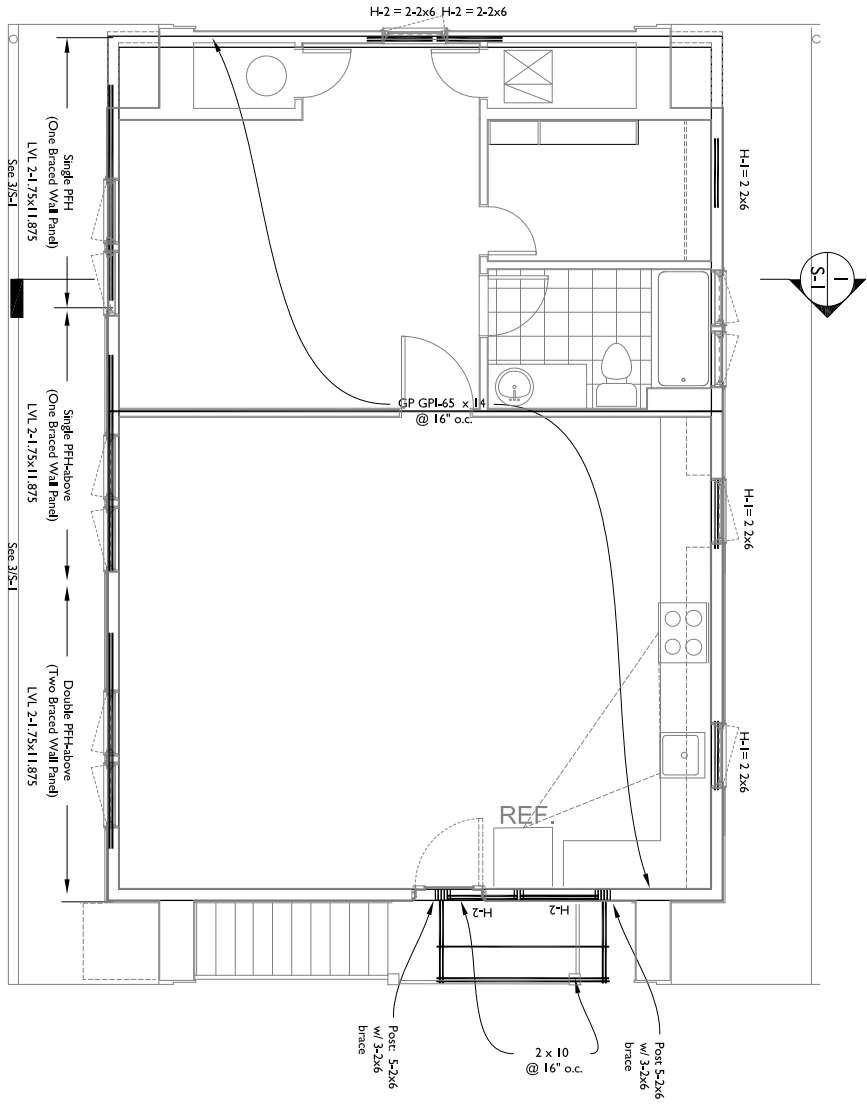 H-2 = 2-2x6 H-2 = 2-2x6
Single PFH
(One Braced Wall Panel)
LVL 2-1.75x11.875
See 3/S-1
H-1= 2 2x6
1
S-1
GP GPI-65 x 14
@ 16" o.c.
Single PFH-above
(One Braced Wall Panel)
LVL 2-1.75x11.875
See 3/S-1
H-1= 2 2x6
Double PFH-above
(Two Braced Wall Panel)
LVL 2-1.75x11.875
H-1= 2 2x6
REF.
H-2
H-2
Post: 5-2x6
w/ 3-2x6
brace
2 x 10
@ 16" o.c.
Post 5-2x6
w/ 3-2x6
brace